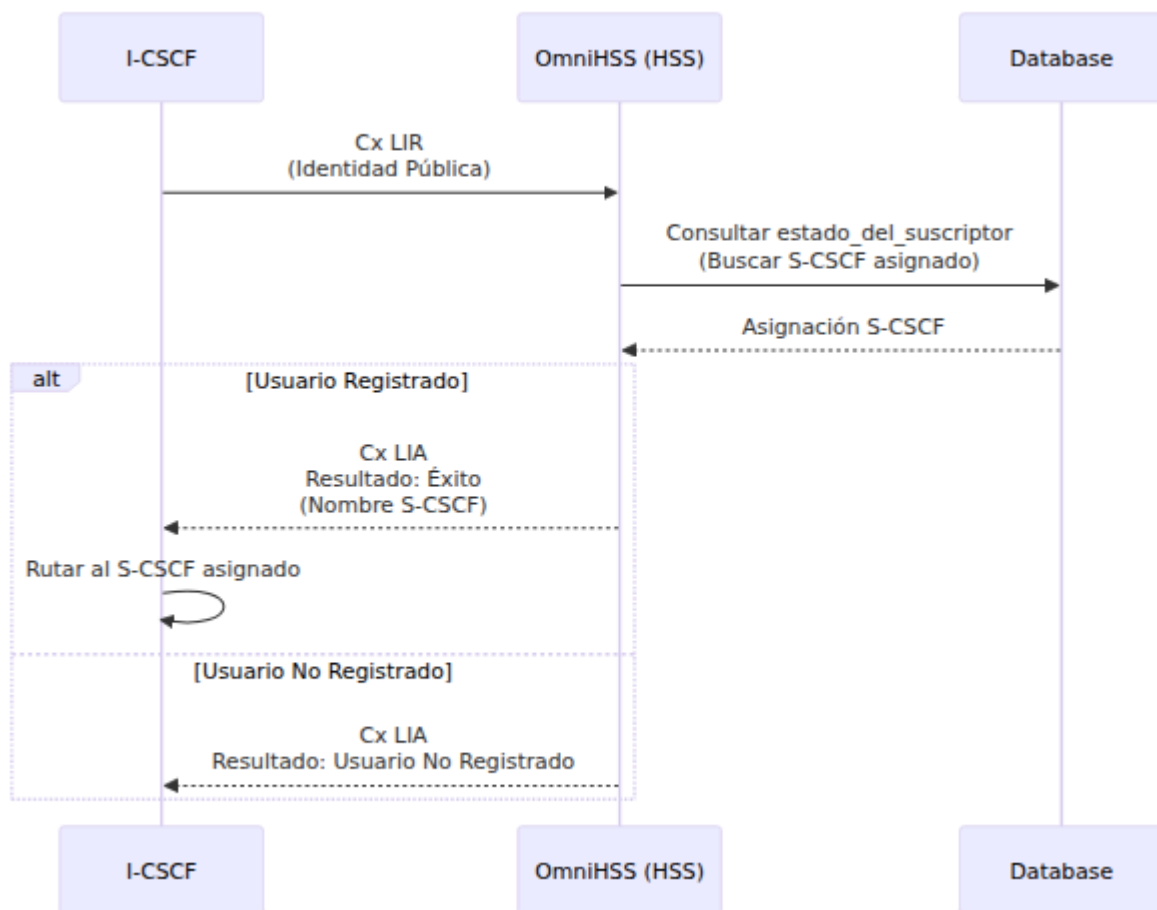 I-CSCF
OmniHSS (HSS)
Database
Cx LIR
(Identidad Pública)
Consultar estado_del_suscriptor
(Buscar S-CSCF asignado)
Asignación S-CSCF
alt
[Usuario Registrado]
Cx LIA
Resultado: Éxito
(Nombre S-CSCF)
Rutar al S-CSCF asignado
[Usuario No Registrado]
Cx LIA
Resultado: Usuario No Registrado
I-CSCF
OmniHSS (HSS)
Database